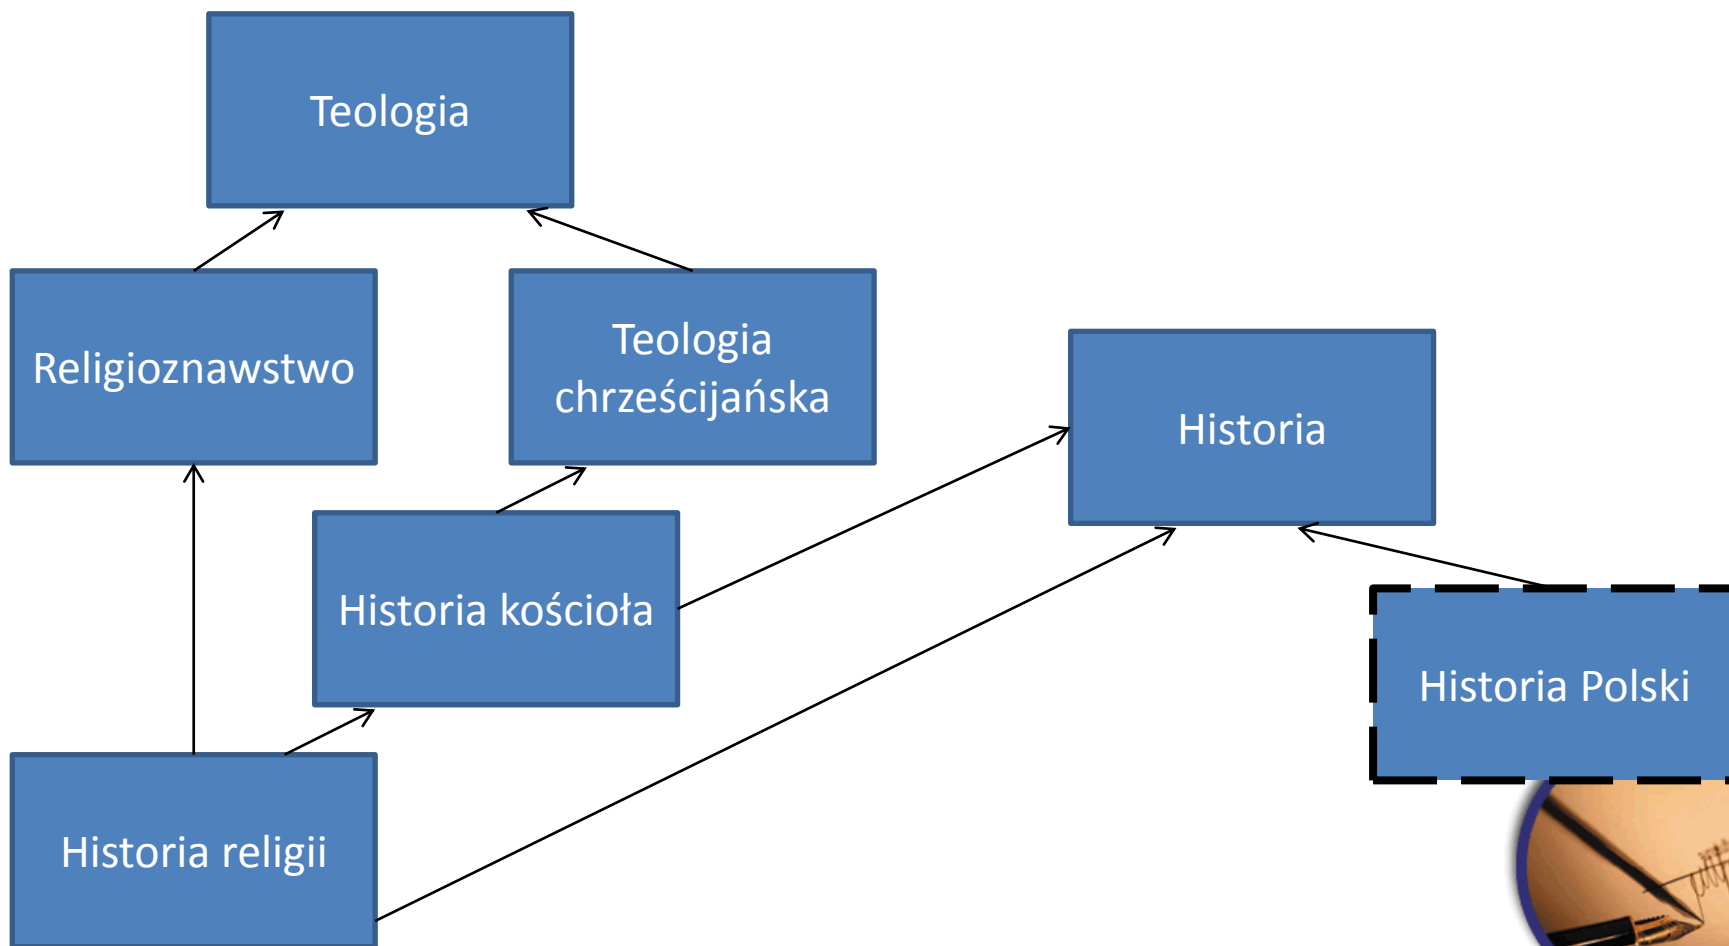 Teologia
Religioznawstwo
Teologia
chrześcijańska
Historia
Historia kościoła
Historia Polski
Historia religii